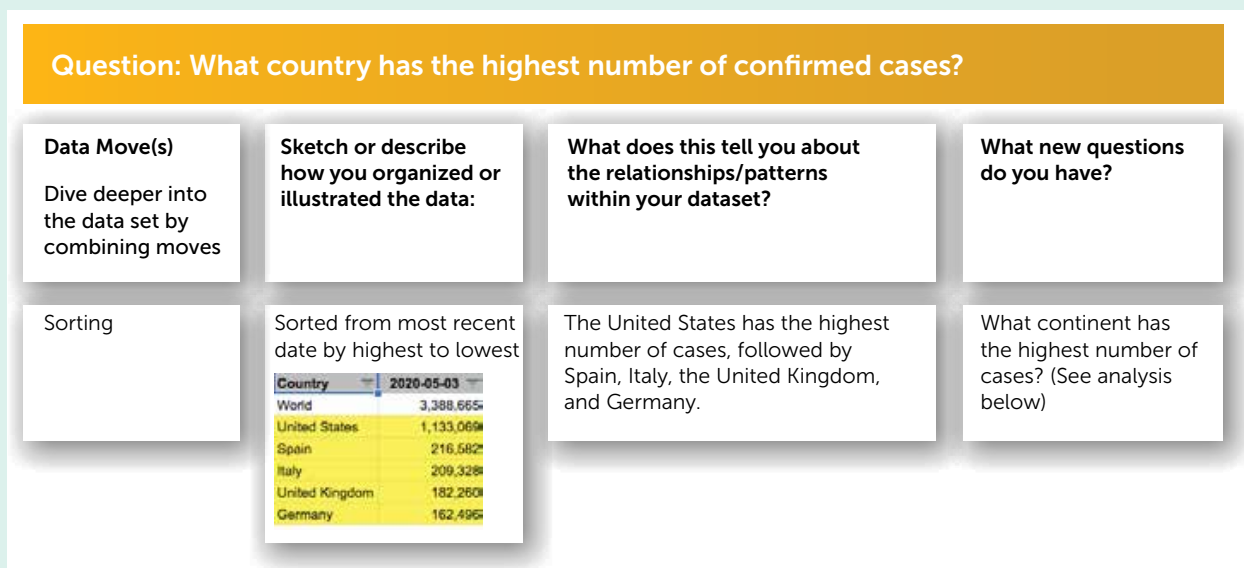 Question: What country has the highest number of confirmed cases?
Data Move(s)
Dive deeper into
the data set by
combining moves
Sketch or describe
how you organized or
illustrated the data:
What does this tell you about
the relationships/patterns
within your dataset?
What new questions
do you have?
Sorting
Sorted from most recent
date by highest to lowest
Country 2020-05-03
World 3,388,665
United States 1,133,069
Spain 216,582
Italy 209,328
United Kingdom 182,260
Germany 162,496
The United States has the highest
number of cases, followed by
Spain, Italy, the United Kingdom,
and Germany.
What continent has
the highest number of
cases? (See analysis
below)